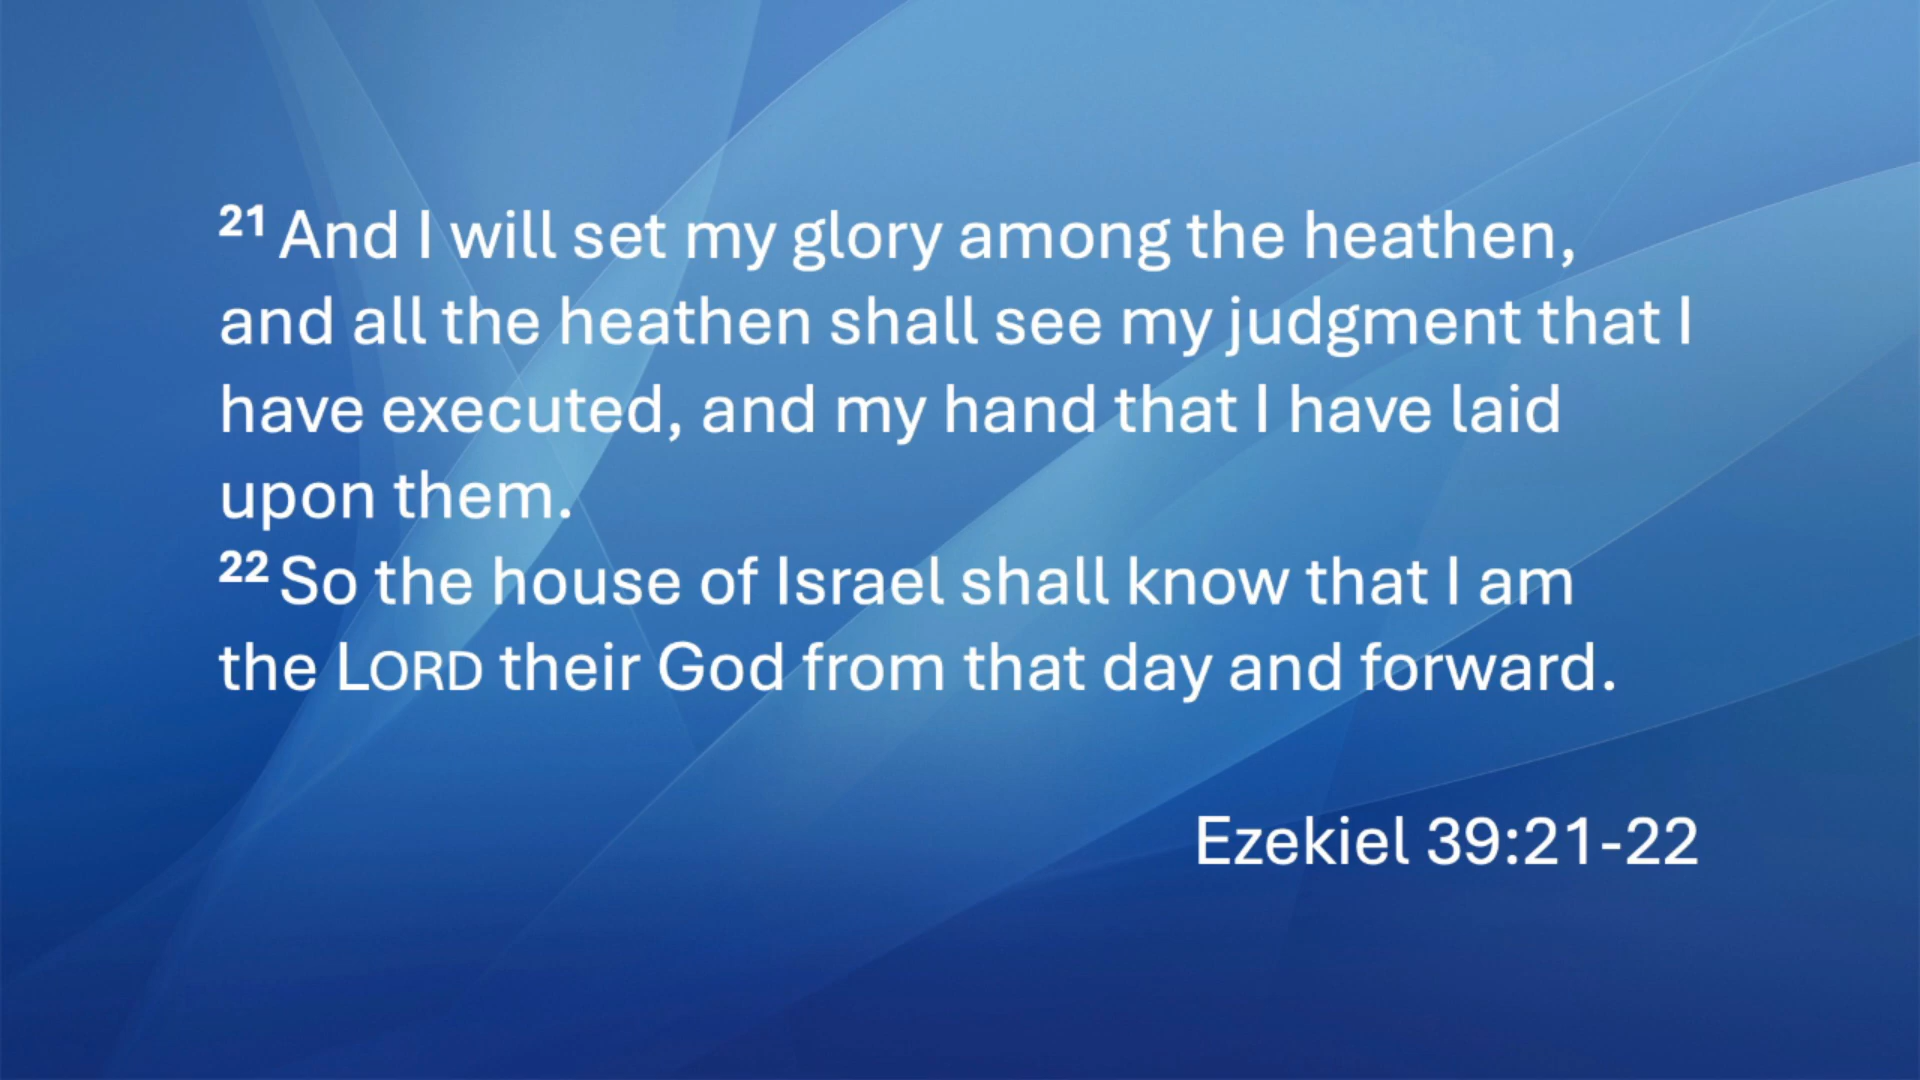 21 And I will set my glory among the heathen,
and all the heathen shall see my judgment that I
have executed, and my hand that I have laid
upon them.
22 So the house of Israel shall know that I am
the LORD their God from that day and forward.
Ezekiel 39:21-22